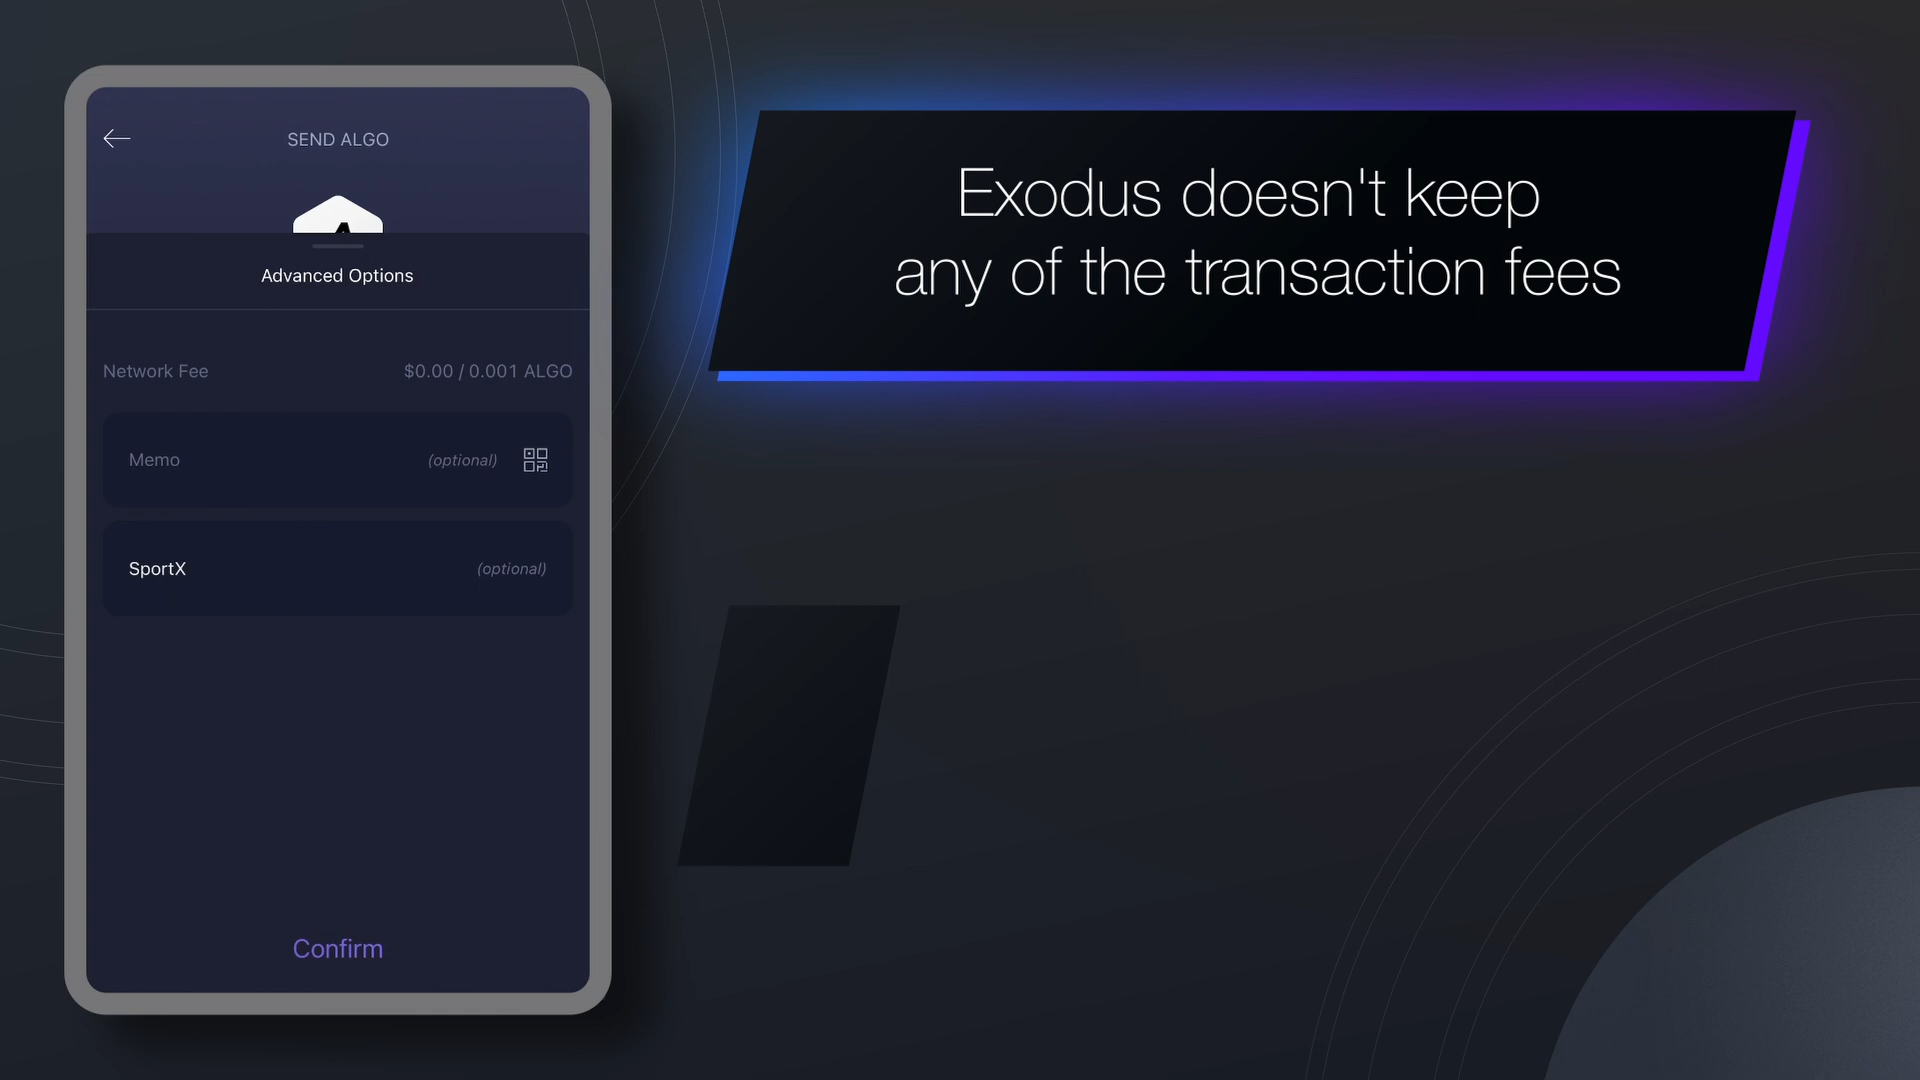 SEND ALGO
Advanced Options
Network Fee $0.00 / 0.001 ALGO
Memo (optional)
SportX (optional)
Confirm
Exodus doesn't keep
any of the transaction fees